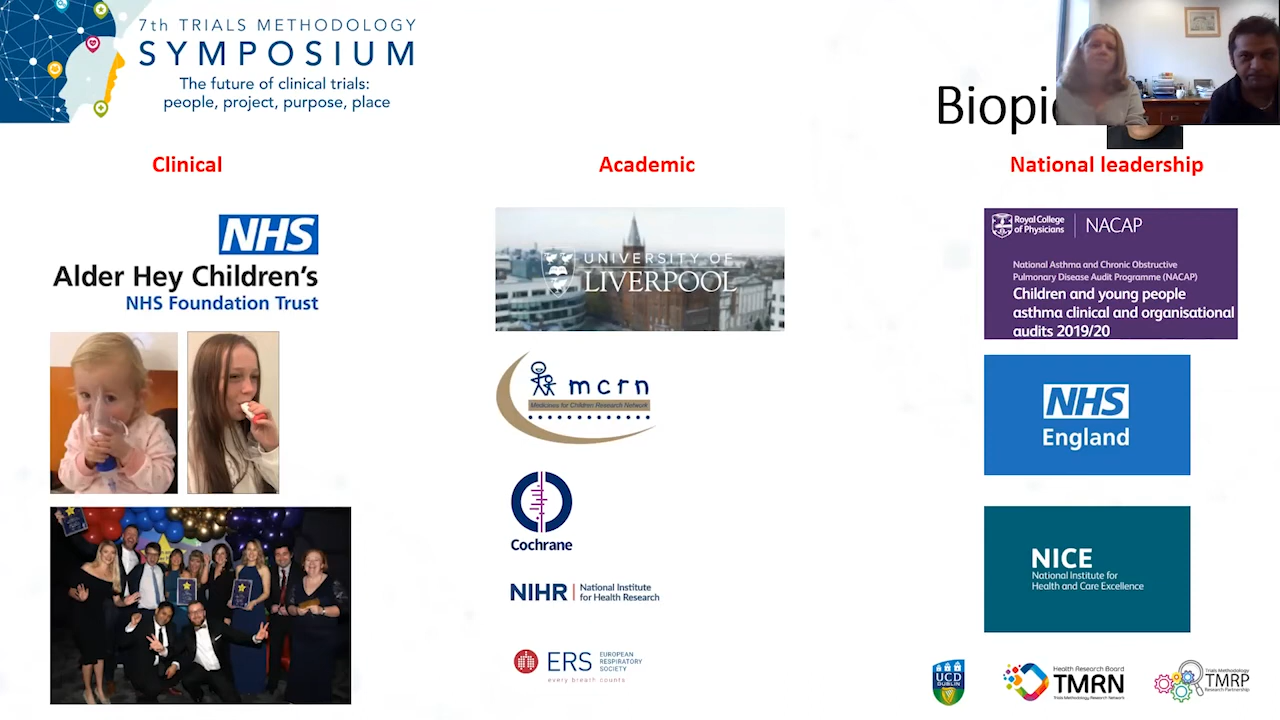 7th TRIALS METHODOLOGY
SYMPOSIUM
The future of clinical trials:
people, project, purpose, place
Clinical
Academic
National leadership
NHS
Alder Hey Children's
NHS Foundation Trust
UNIVERSITY OF
LIVERPOOL
mcrn
Medicines for Children Research Network
Cochrane
NIHR | National Institute
for Health Research
ERS EUROPEAN
RESPIRATORY
SOCIETY
every breath counts
Royal College
of Physicians
NACAP
National Asthma and Chronic Obstructive
Pulmonary Disease Audit Programme (NACAP)
Children and young people
asthma clinical and organisational
audits 2019/20
NHS
England
NICE
National Institute for
Health and Care Excellence
UCD
DUBLIN
Health Research Board
TMRN
Trials Methodology Research Network
Trials Methodology
TMRP
Research Partnership